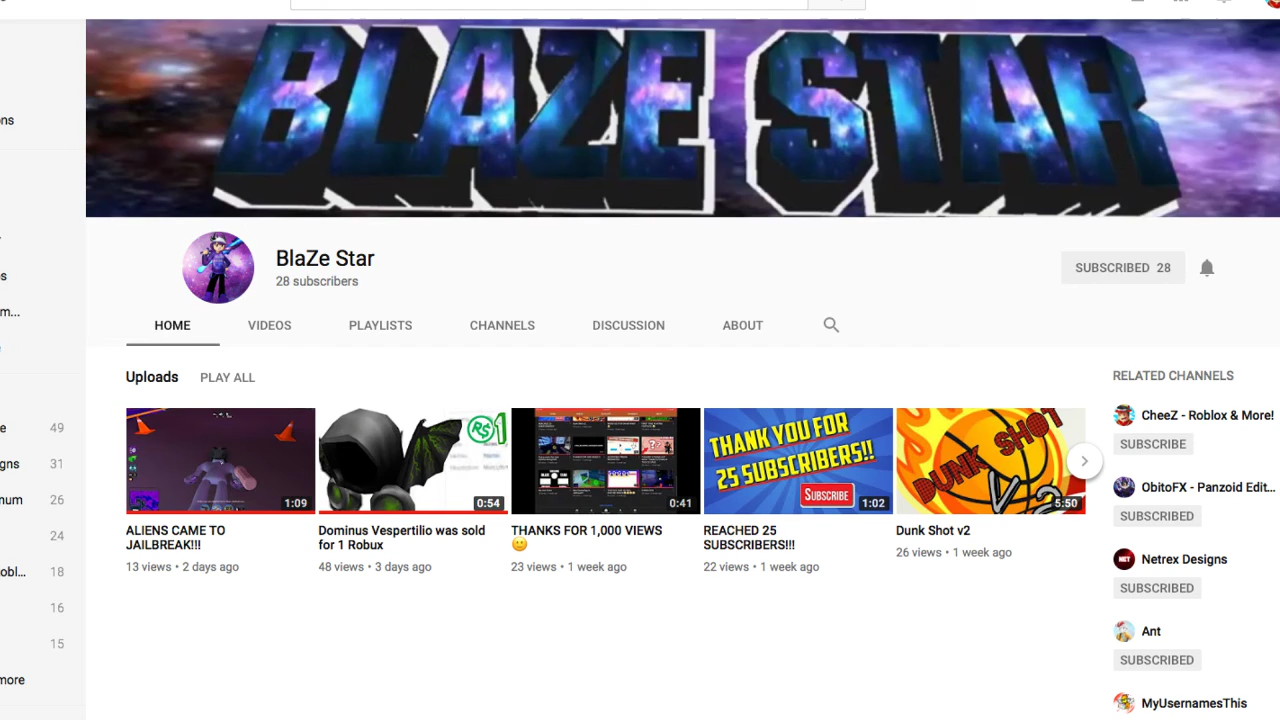 BLAZE STAR
ons
BlaZe Star
28 subscribers
SUBSCRIBED 28
HOME VIDEOS PLAYLISTS CHANNELS DISCUSSION ABOUT
s
m...
Uploads PLAY ALL
RELATED CHANNELS
R$ 1
1:09
0:54
0:41
THANK YOU FOR
25 SUBSCRIBERS!!
SUBSCRIBE
1:02
DUNK SHOT
V2
5:50
ALIENS CAME TO
JAILBREAK!!!
13 views • 2 days ago
Dominus Vespertilio was sold
for 1 Robux
48 views • 3 days ago
THANKS FOR 1,000 VIEWS
🙂
23 views • 1 week ago
REACHED 25
SUBSCRIBERS!!!
22 views • 1 week ago
Dunk Shot v2
26 views • 1 week ago
CheeZ - Roblox & More!
SUBSCRIBE
ObitoFX - Panzoid Edit...
SUBSCRIBED
NET
Netrex Designs
SUBSCRIBED
Ant
SUBSCRIBED
MyUsernamesThis
e 49
igns 31
num 26
24
obl... 18
16
15
more